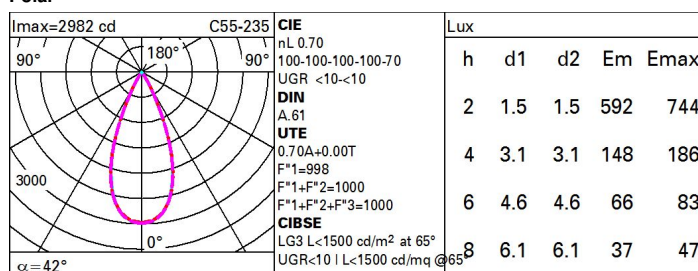 Imax=2982 cd C55-235
90° 180° 90°
3000
0°
α=42°
CIE
nL 0.70
100-100-100-100-70
UGR <10-<10
DIN
A.61
UTE
0.70A+0.00T
F"1=998
F"1+F"2=1000
F"1+F"2+F"3=1000
CIBSE
LG3 L<1500 cd/m² at 65°
UGR<10 | L<1500 cd/mq @65°
Lux
h d1 d2 Em Emax
2 1.5 1.5 592 744
4 3.1 3.1 148 186
6 4.6 4.6 66 83
8 6.1 6.1 37 47